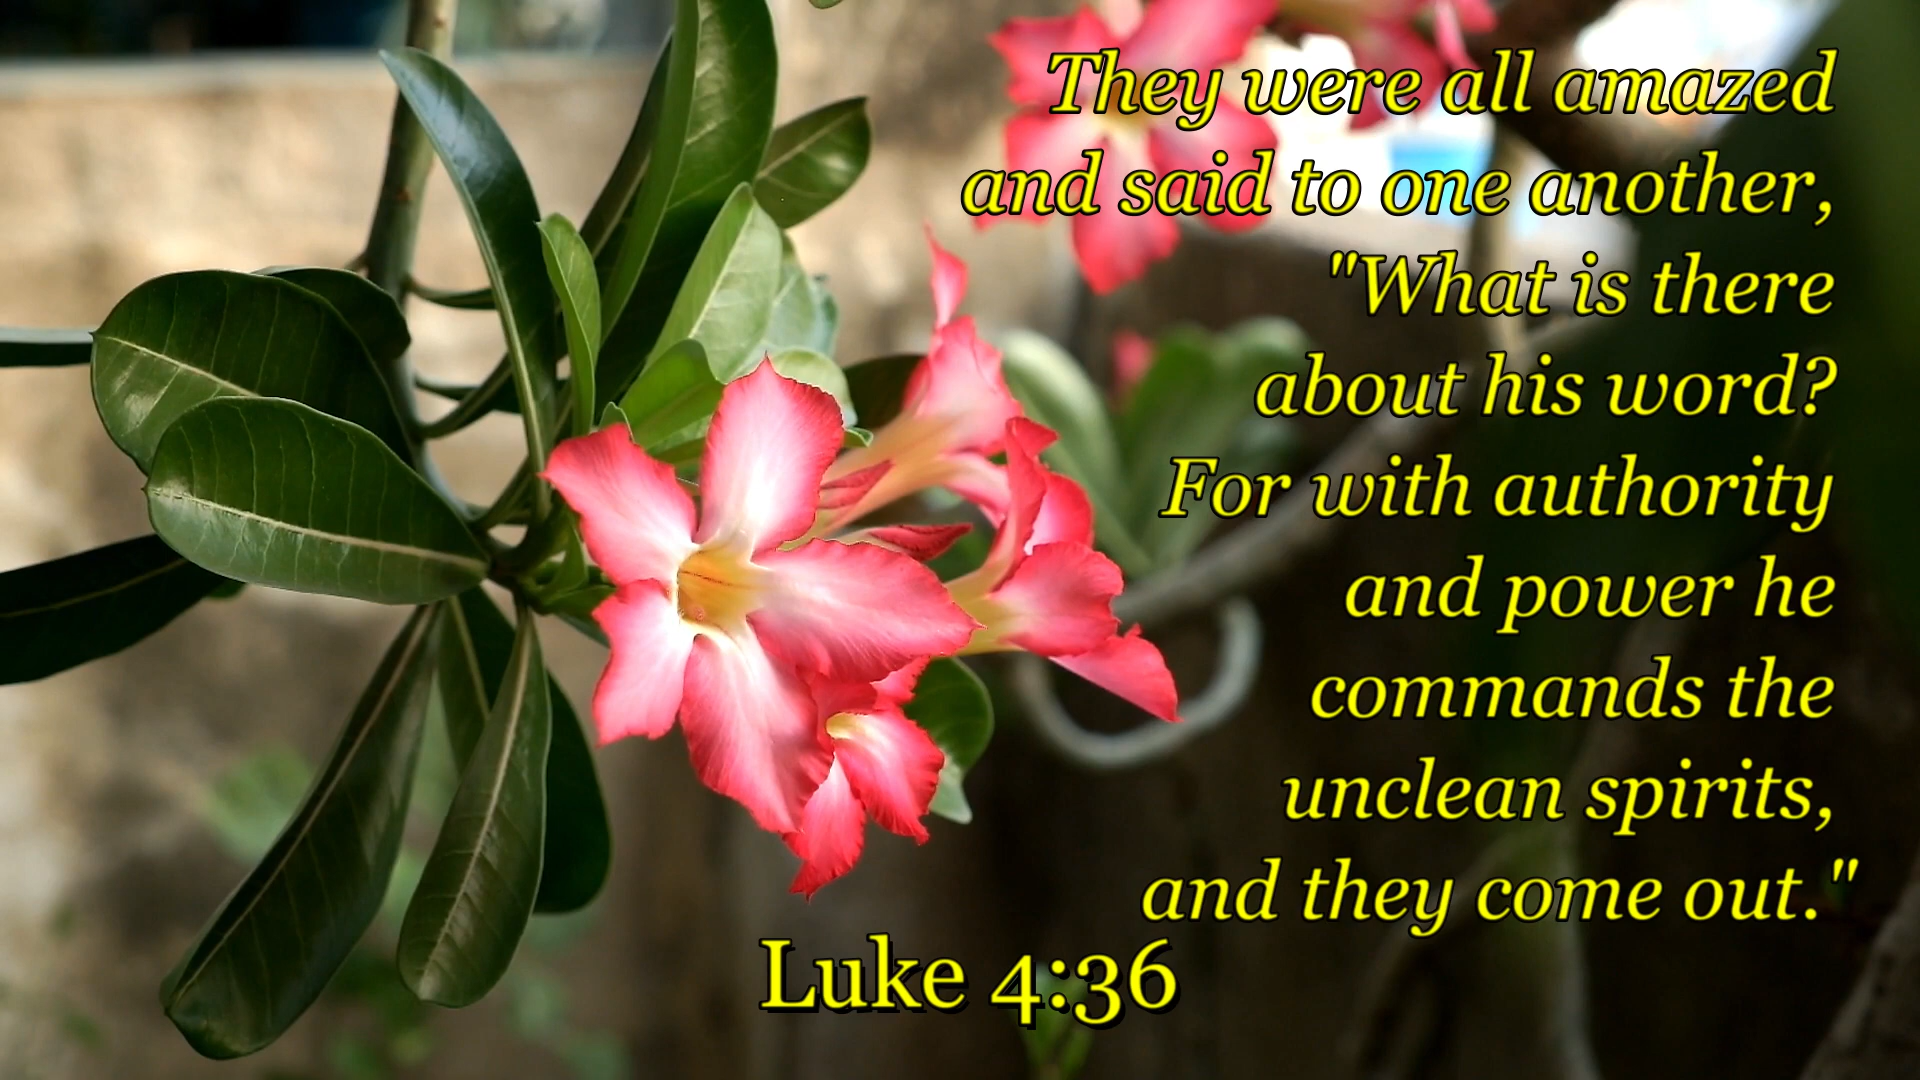 They were all amazed
and said to one another,
"What is there
about his word?
For with authority
and power he
commands the
unclean spirits,
and they come out."
Luke 4:36